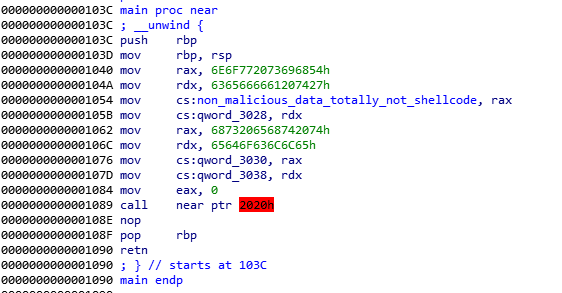 000000000000103C main proc near
000000000000103C ; __unwind {
000000000000103C push    rbp
000000000000103D mov     rbp, rsp
0000000000001040 mov     rax, 6E6F772073696854h
000000000000104A mov     rdx, 6365666661207427h
0000000000001054 mov     cs:non_malicious_data_totally_not_shellcode, rax
000000000000105B mov     cs:qword_3028, rdx
0000000000001062 mov     rax, 6873206568742074h
000000000000106C mov     rdx, 65646F636C6C65h
0000000000001076 mov     cs:qword_3030, rax
000000000000107D mov     cs:qword_3038, rdx
0000000000001084 mov     eax, 0
0000000000001089 call    near ptr 2020h
000000000000108E nop
000000000000108F pop     rbp
0000000000001090 retn
0000000000001090 ; } // starts at 103C
0000000000001090 main endp